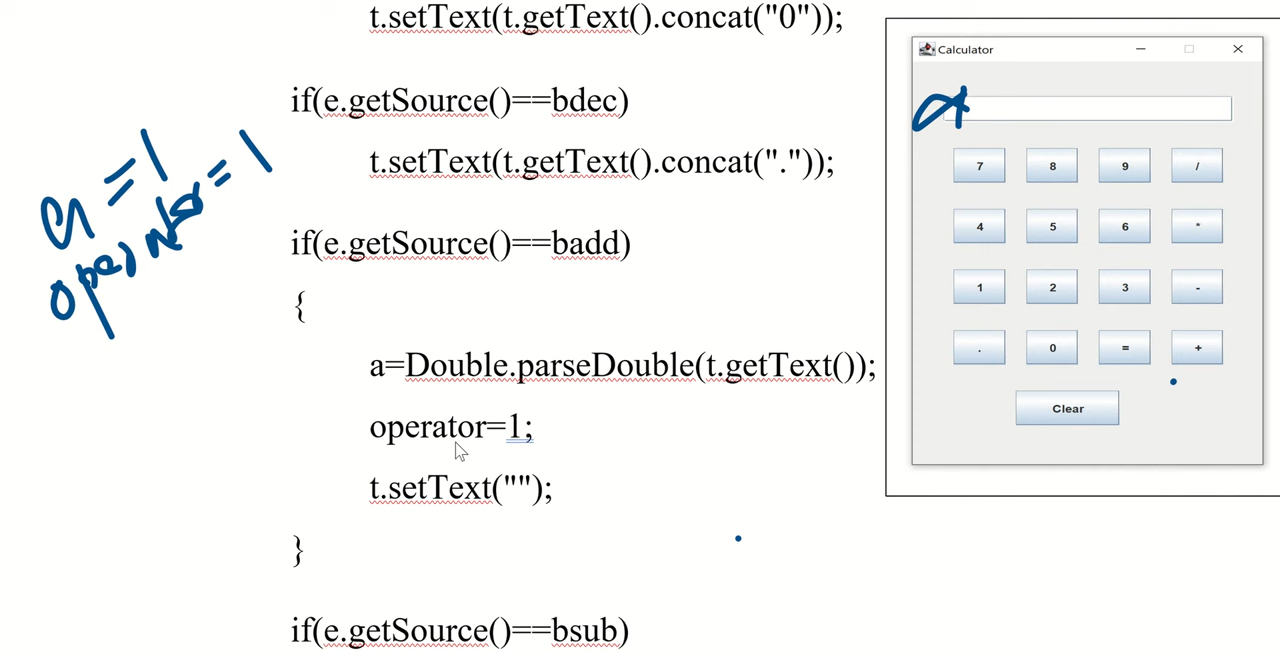 t.setText(t.getText().concat("0"));
if(e.getSource()==bdec)
t.setText(t.getText().concat("."));
if(e.getSource()==badd)
{
a=Double.parseDouble(t.getText());
operator=1;
t.setText("");
}
if(e.getSource()==bsub)
a=1
operator=1
Calculator
a
7 8 9 /
4 5 6 *
1 2 3 -
. 0 = +
Clear